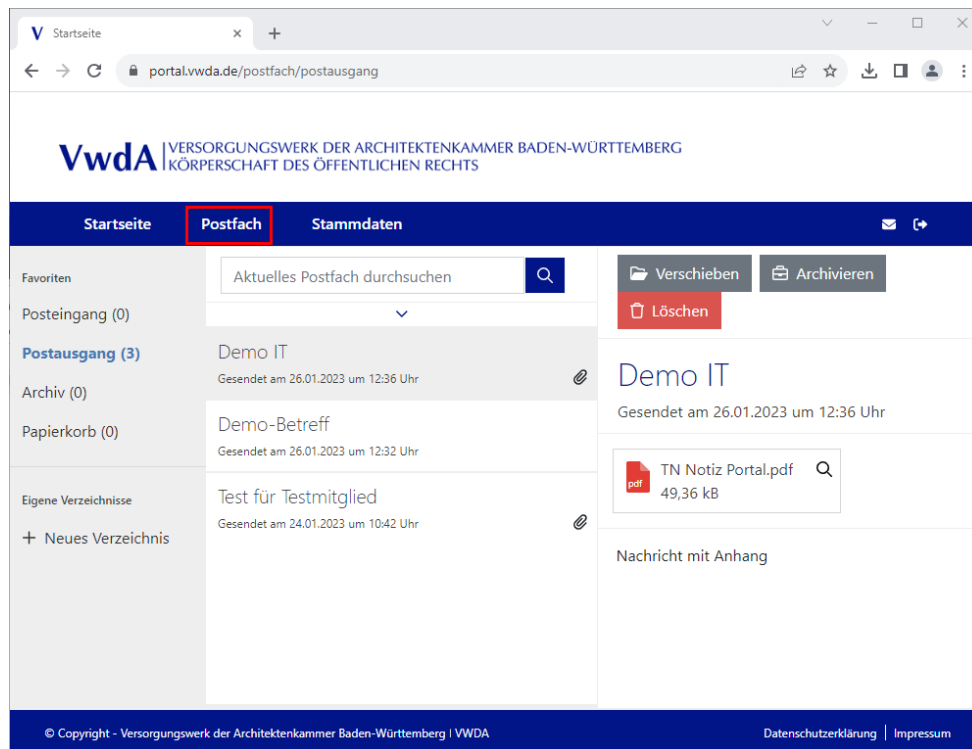 V Startseite
portal.vwda.de/postfach/postausgang
VwdA VERSORGUNGSWERK DER ARCHITEKTENKAMMER BADEN-WÜRTTEMBERG
KÖRPERSCHAFT DES ÖFFENTLICHEN RECHTS
Startseite Postfach Stammdaten
Favoriten
Posteingang (0)
Postausgang (3)
Archiv (0)
Papierkorb (0)
Eigene Verzeichnisse
+ Neues Verzeichnis
Aktuelles Postfach durchsuchen
Demo IT
Gesendet am 26.01.2023 um 12:36 Uhr
Demo-Betreff
Gesendet am 26.01.2023 um 12:32 Uhr
Test für Testmitglied
Gesendet am 24.01.2023 um 10:42 Uhr
Verschieben Archivieren
Löschen
Demo IT
Gesendet am 26.01.2023 um 12:36 Uhr
pdf TN Notiz Portal.pdf
49,36 kB
Nachricht mit Anhang
© Copyright - Versorgungswerk der Architektenkammer Baden-Württemberg I VWDA Datenschutzerklärung | Impressum